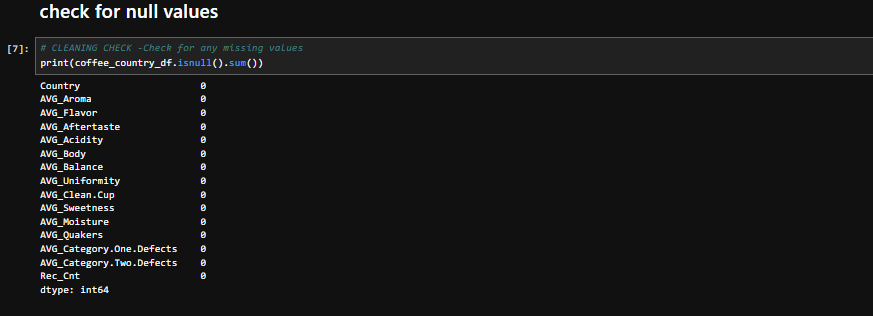 check for null values
[7]: # CLEANING CHECK -Check for any missing values
print(coffee_country_df.isnull().sum())
Country 0
AVG_Aroma 0
AVG_Flavor 0
AVG_Aftertaste 0
AVG_Acidity 0
AVG_Body 0
AVG_Balance 0
AVG_Uniformity 0
AVG_Clean.Cup 0
AVG_Sweetness 0
AVG_Moisture 0
AVG_Quakers 0
AVG_Category.One.Defects 0
AVG_Category.Two.Defects 0
Rec_Cnt 0
dtype: int64